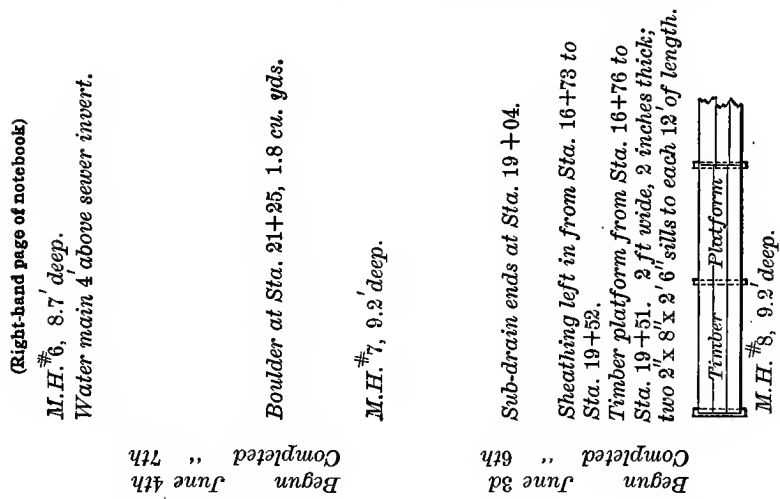 (Right-hand page of notebook)
M.H. #6, 8.7' deep.
Water main 4' above sewer invert.
Begun June 4th
Completed " 7th
Boulder at Sta. 21+25, 1.8 cu. yds.
M.H. #7, 9.2' deep.
Sub-drain ends at Sta. 19+04.
Begun June 3d
Completed " 6th
Sheathing left in from Sta. 16+73 to
Sta. 19+52.
Timber platform from Sta. 16+76 to
Sta. 19+51. 2 ft wide, 2 inches thick;
two 2"x 8"x 2' 6" sills to each 12' of length.
Timber Platform
M.H. #8, 9.2' deep.